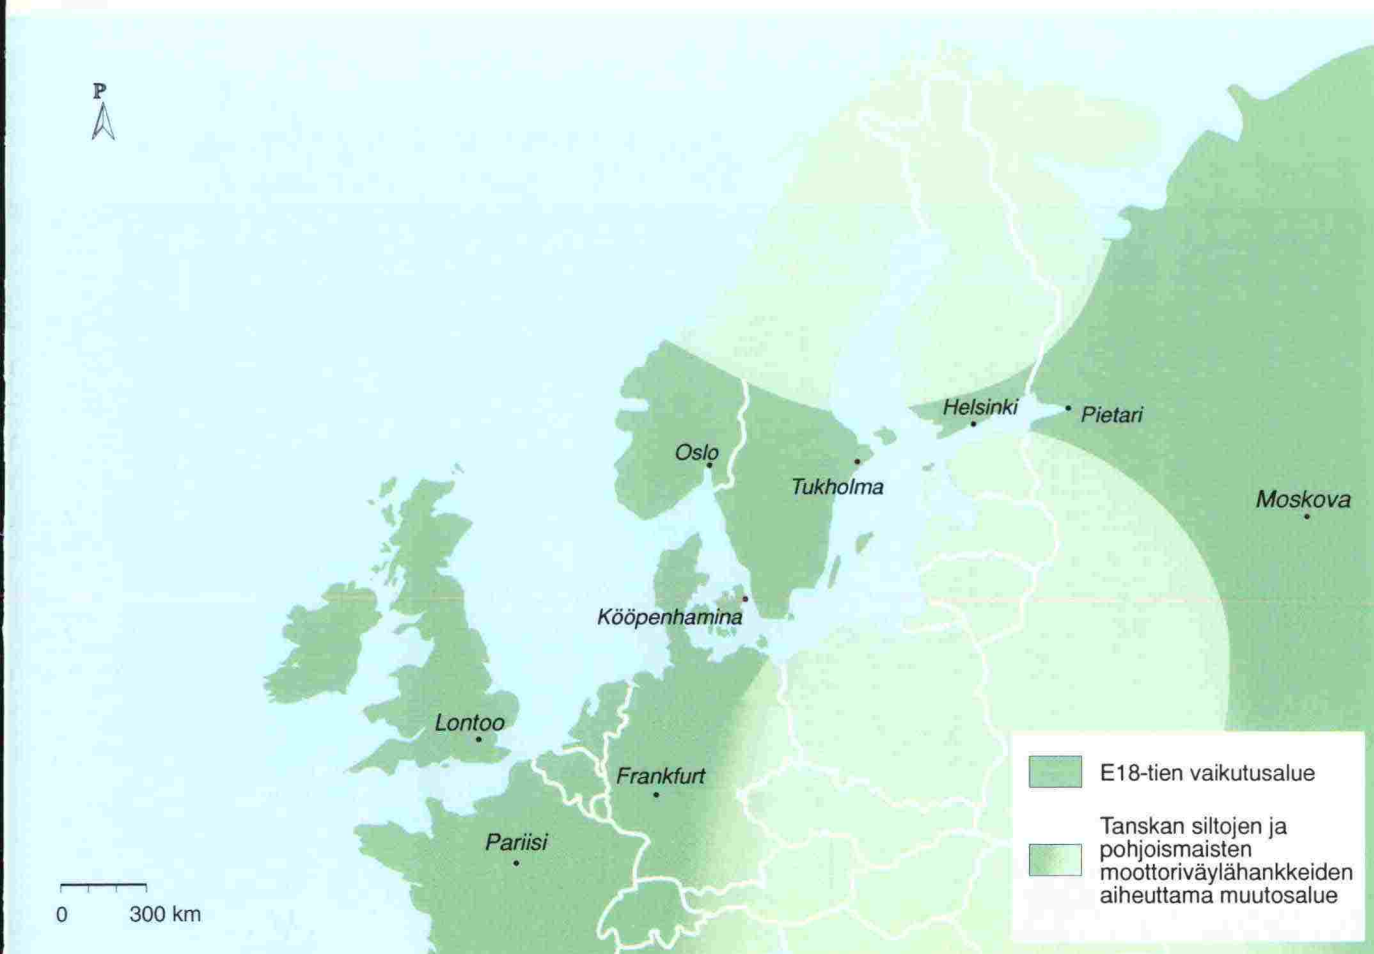 P
Helsinki
Pietari
Oslo
Tukholma
Moskova
Kööpenhamina
Lontoo
Frankfurt
Pariisi
E18-tien vaikutusalue
Tanskan siltojen ja
pohjoismaisten
moottoriväylähankkeiden
aiheuttama muutosalue
0 300 km